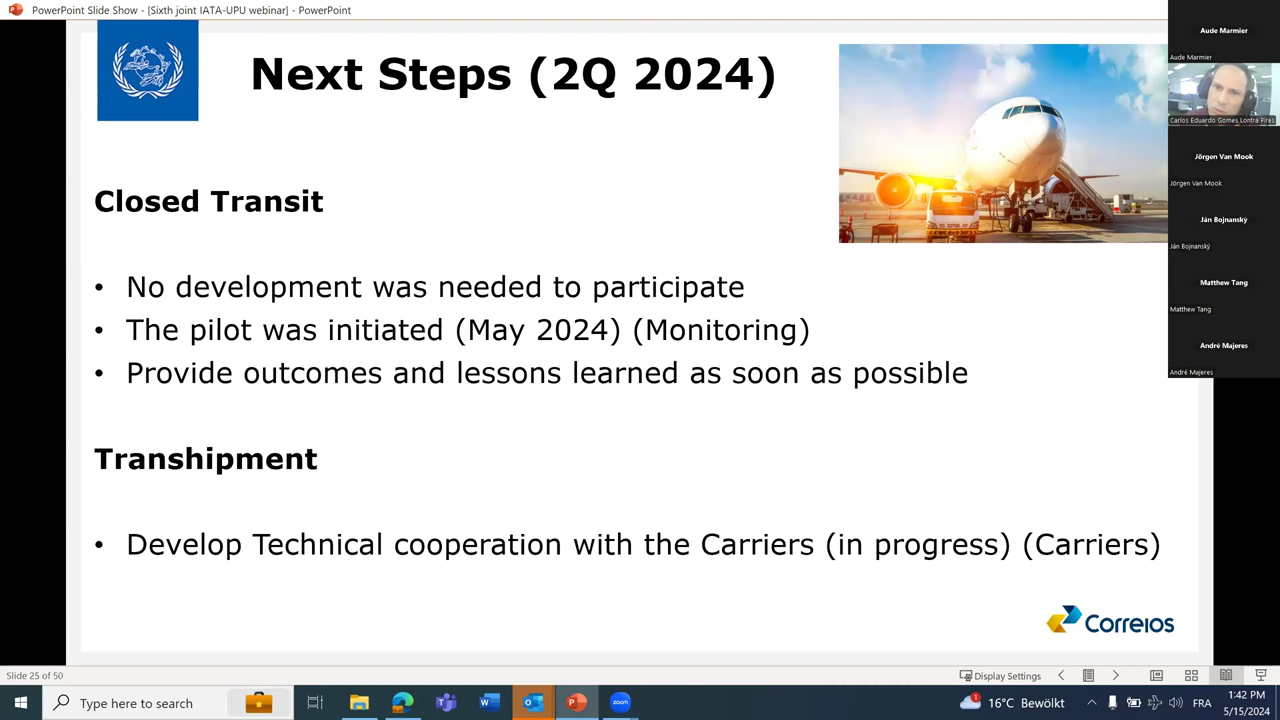 PowerPoint Slide Show - [Sixth joint IATA-UPU webinar] - PowerPoint
Next Steps (2Q 2024)
Closed Transit
• No development was needed to participate
• The pilot was initiated (May 2024) (Monitoring)
• Provide outcomes and lessons learned as soon as possible
Transhipment
• Develop Technical cooperation with the Carriers (in progress) (Carriers)
Correios
Aude Marmier
Aude Marmier
Carlos Eduardo Gomes Lontra Pires
Jörgen Van Mook
Jörgen Van Mook
Ján Bojnanský
Ján Bojnanský
Matthew Tang
Matthew Tang
André Majeres
André Majeres
Slide 25 of 50
Display Settings
Type here to search
zoom
1
16°C Bewölkt
FRA
1:42 PM
5/15/2024